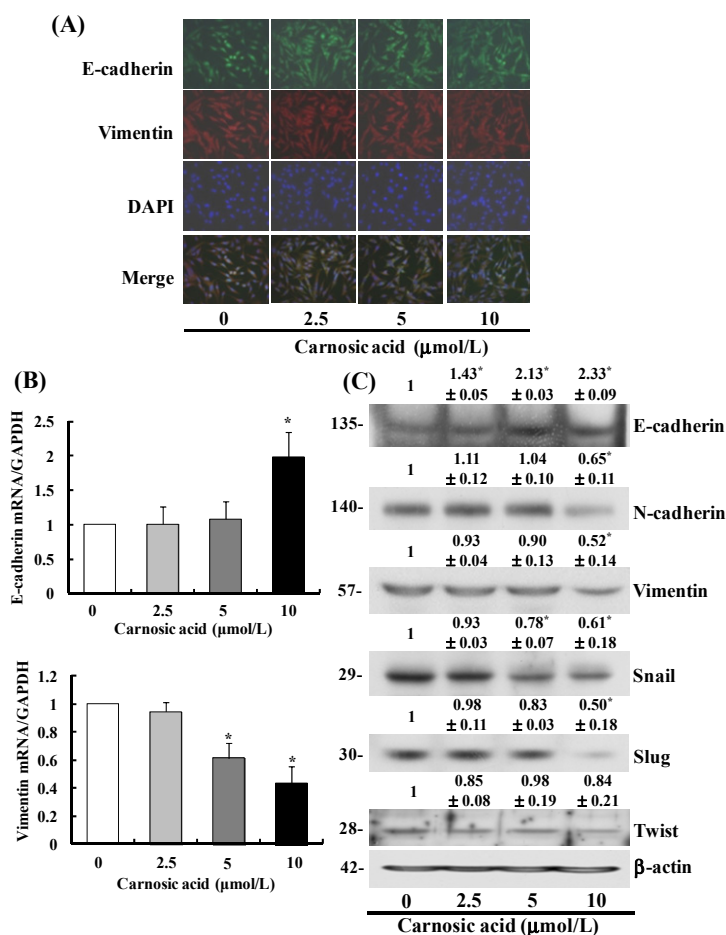 (A)
E-cadherin
Vimentin
DAPI
Merge
0 2.5 5 10
Carnosic acid (μmol/L)
(B)
E-cadherin mRNA/GAPDH
2.5
2
1.5
1
0.5
0
*
0 2.5 5 10
Carnosic acid (μmol/L)
Vimentin mRNA/GAPDH
1
0.8
0.6
0.4
0.2
0
* *
0 2.5 5 10
Carnosic acid (μmol/L)
(C)
1 1.43* 2.13* 2.33*
± 0.05 ± 0.03 ± 0.09
135- E-cadherin
1 1.11 1.04 0.65*
± 0.12 ± 0.10 ± 0.11
140- N-cadherin
1 0.93 0.90 0.52*
± 0.04 ± 0.13 ± 0.14
57- Vimentin
1 0.93 0.78* 0.61*
± 0.03 ± 0.07 ± 0.18
29- Snail
1 0.98 0.83 0.50*
± 0.11 ± 0.03 ± 0.18
30- Slug
1 0.85 0.98 0.84
± 0.08 ± 0.19 ± 0.21
28- Twist
42- β-actin
0 2.5 5 10
Carnosic acid (μmol/L)